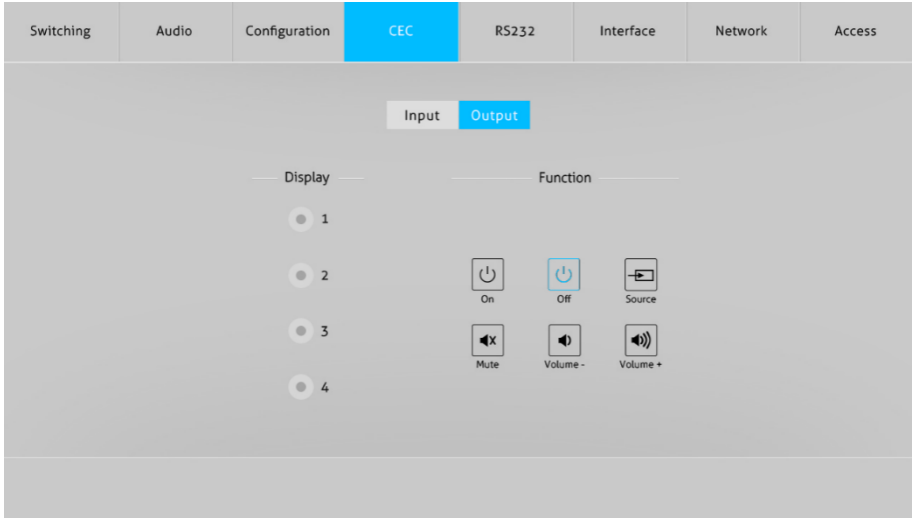 Switching Audio Configuration CEC RS232 Interface Network Access
Input Output
Display Function
1
2
On Off Source
3
Mute Volume - Volume +
4